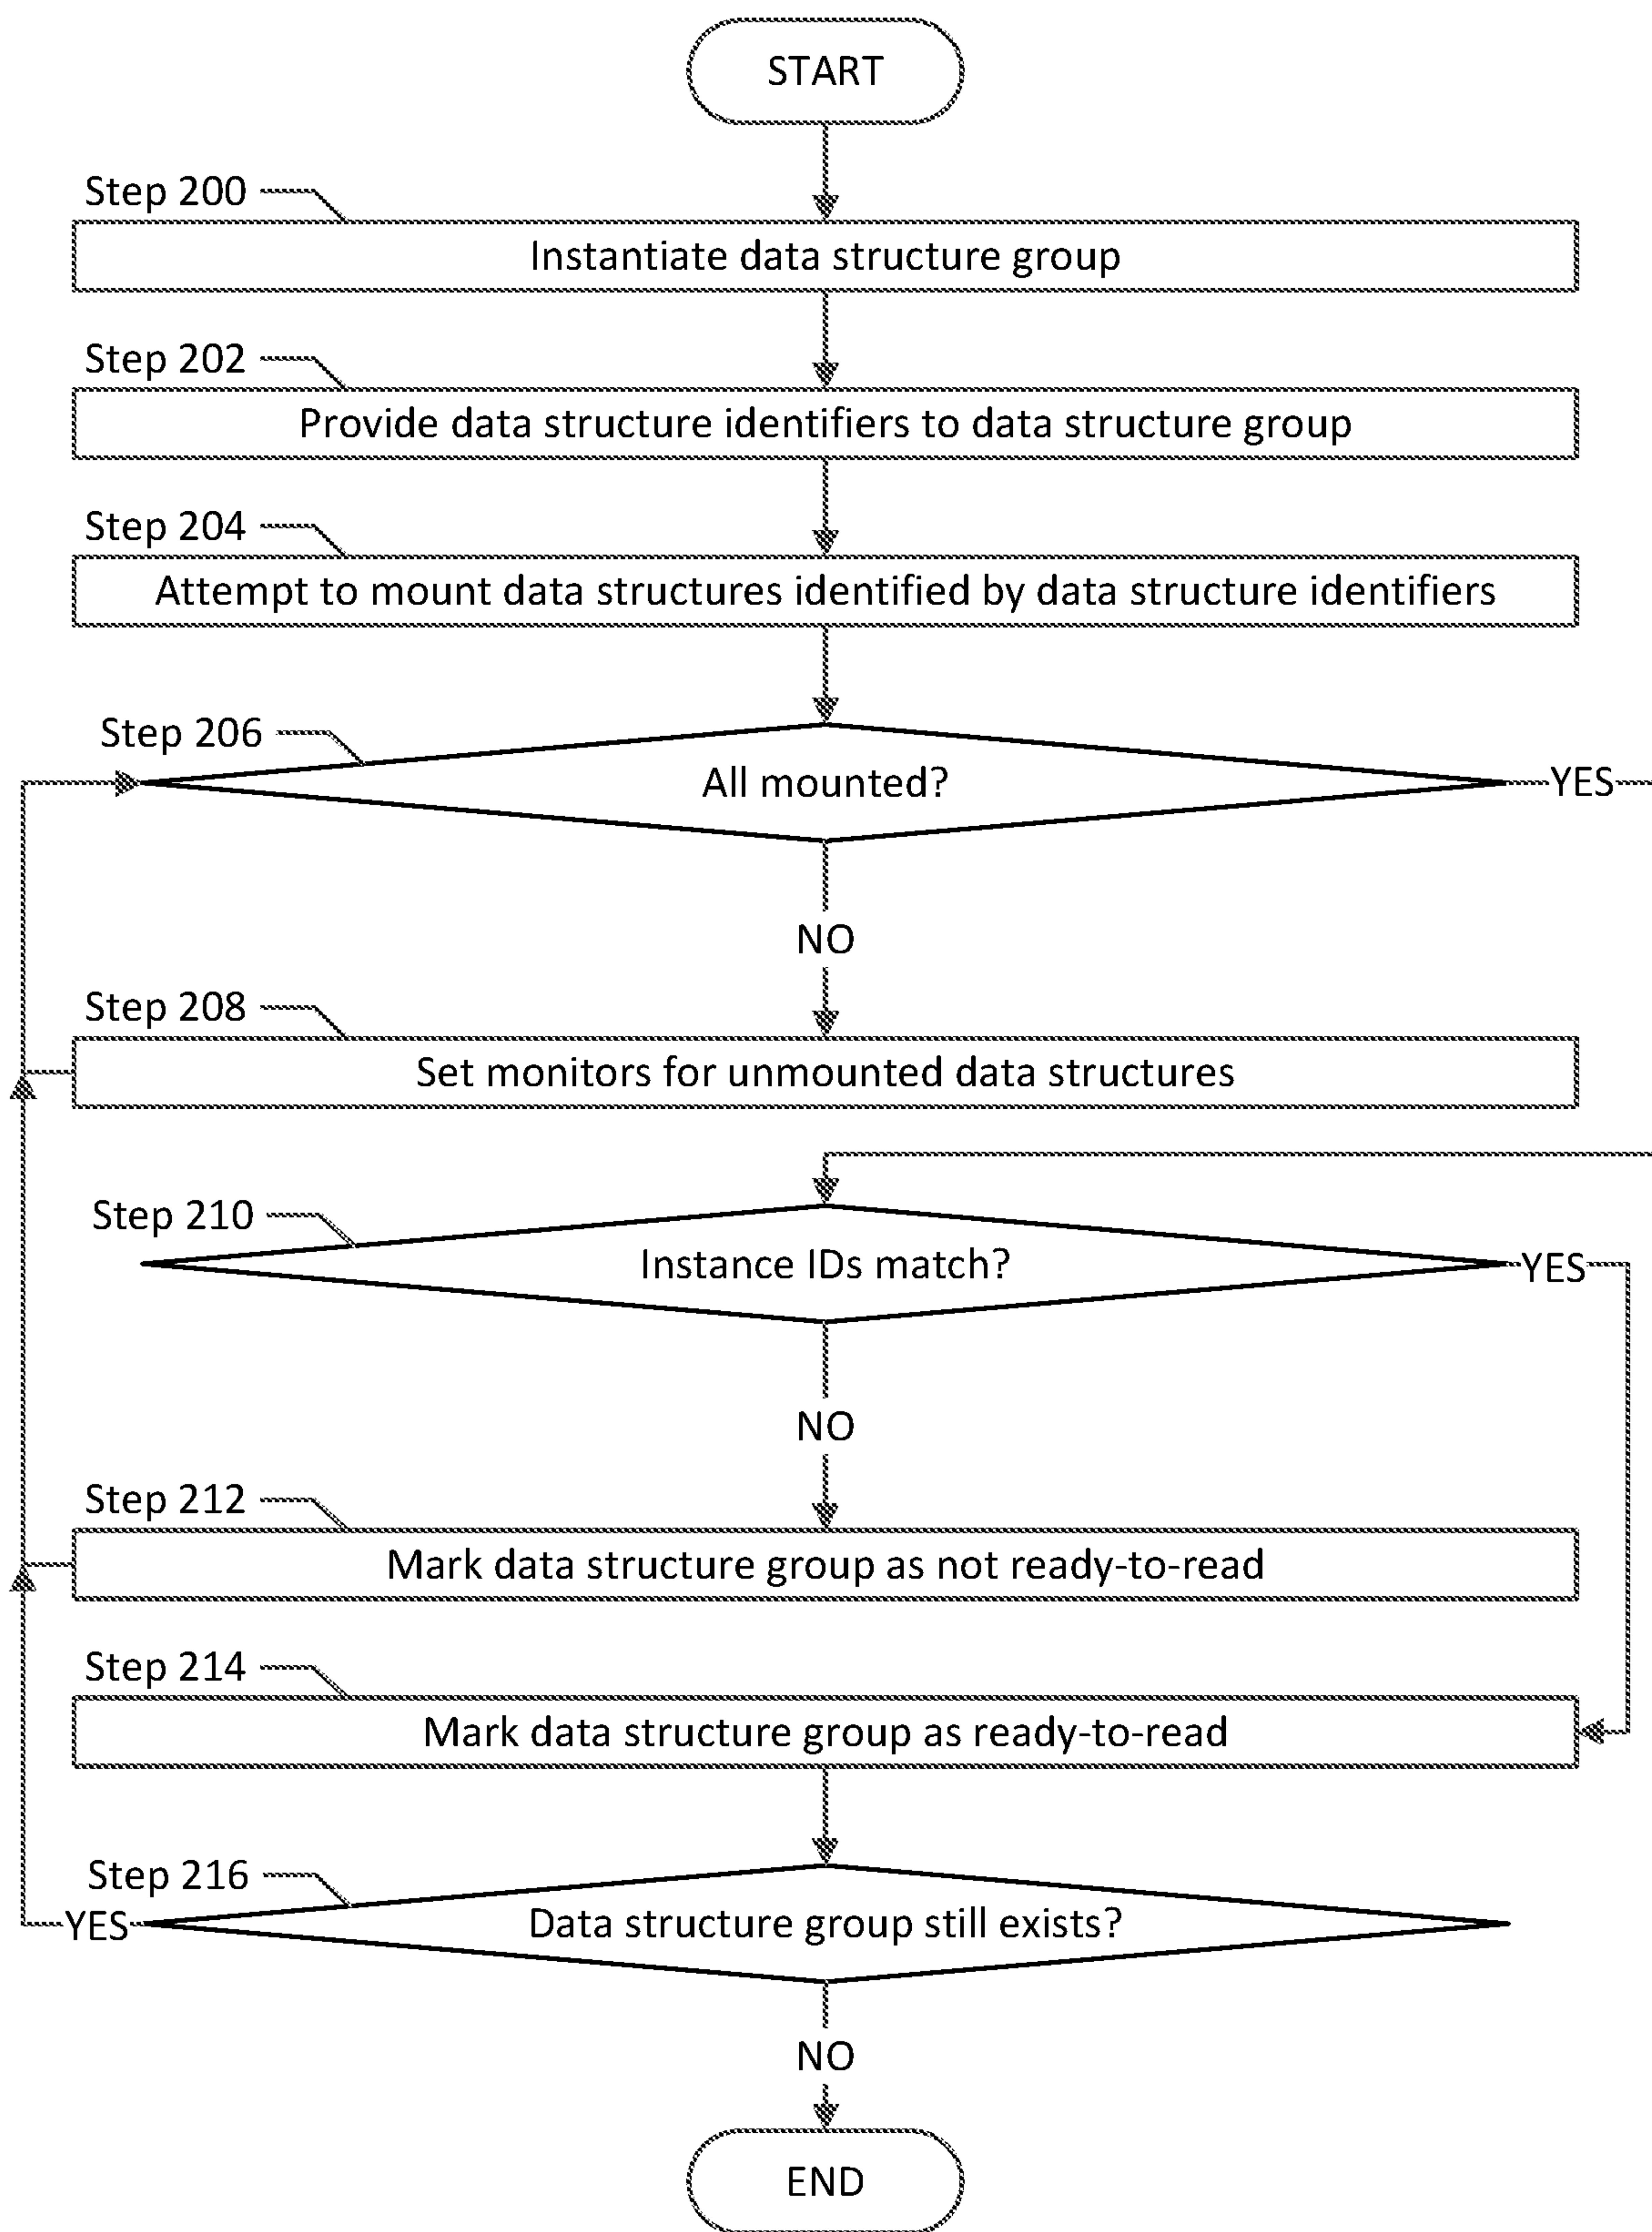 START
Step 200
Instantiate data structure group
Step 202
Provide data structure identifiers to data structure group
Step 204
Attempt to mount data structures identified by data structure identifiers
Step 206
All mounted?
YES
NO
Step 208
Set monitors for unmounted data structures
Step 210
Instance IDs match?
YES
NO
Step 212
Mark data structure group as not ready-to-read
Step 214
Mark data structure group as ready-to-read
Step 216
Data structure group still exists?
YES
NO
END